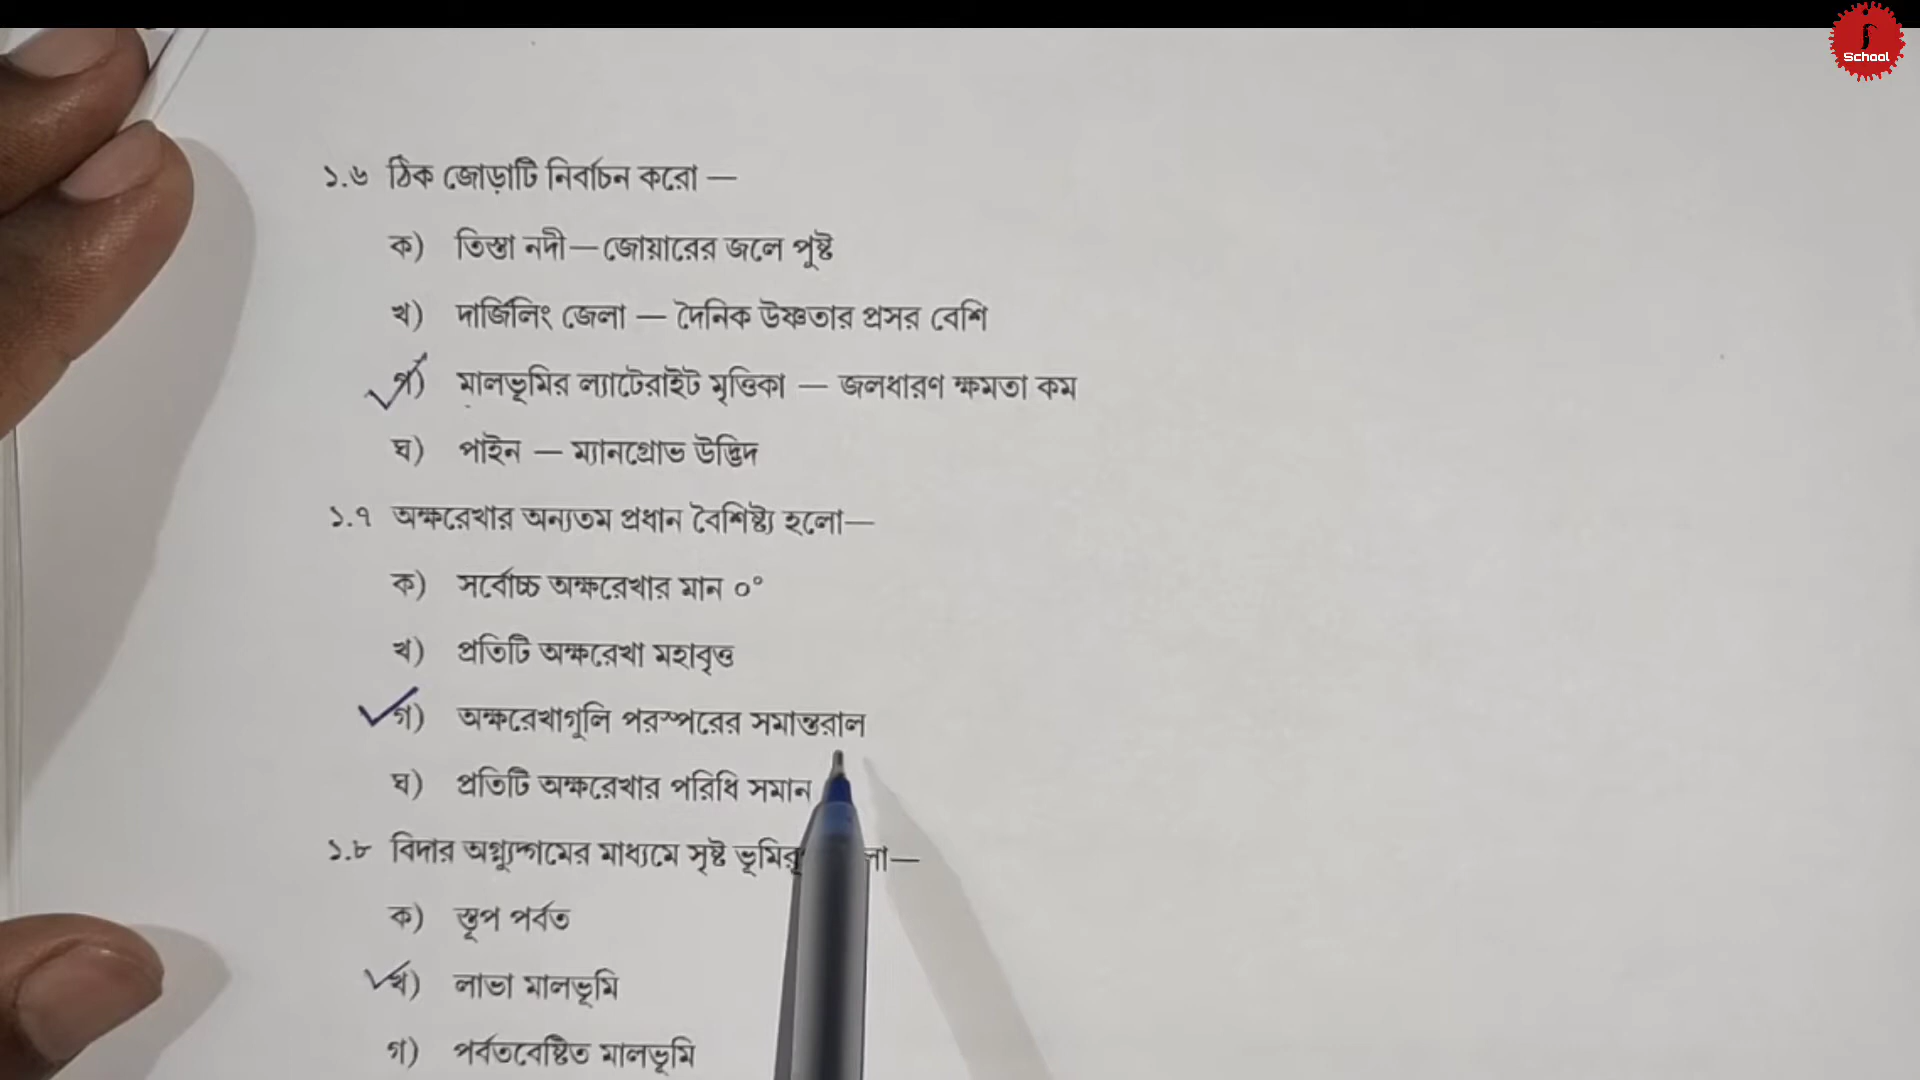 School
১.৬ ঠিক জোড়াটি নির্বাচন করো —
ক) তিস্তা নদী—জোয়ারের জলে পুষ্ট
খ) দার্জিলিং জেলা — দৈনিক উষ্ণতার প্রসর বেশি
গ) মালভূমির ল্যাটেরাইট মৃত্তিকা — জলধারণ ক্ষমতা কম
ঘ) পাইন — ম্যানগ্রোভ উদ্ভিদ
১.৭ অক্ষরেখার অন্যতম প্রধান বৈশিষ্ট্য হলো—
ক) সর্বোচ্চ অক্ষরেখার মান ০°
খ) প্রতিটি অক্ষরেখা মহাবৃত্ত
গ) অক্ষরেখাগুলি পরস্পরের সমান্তরাল
ঘ) প্রতিটি অক্ষরেখার পরিধি সমান
১.৮ বিদার অগ্ন্যুদ্গমের মাধ্যমে সৃষ্ট
ক) স্তূপ পর্বত
খ) লাভা মালভূমি
গ) পর্বতবেষ্টিত মালভূমি